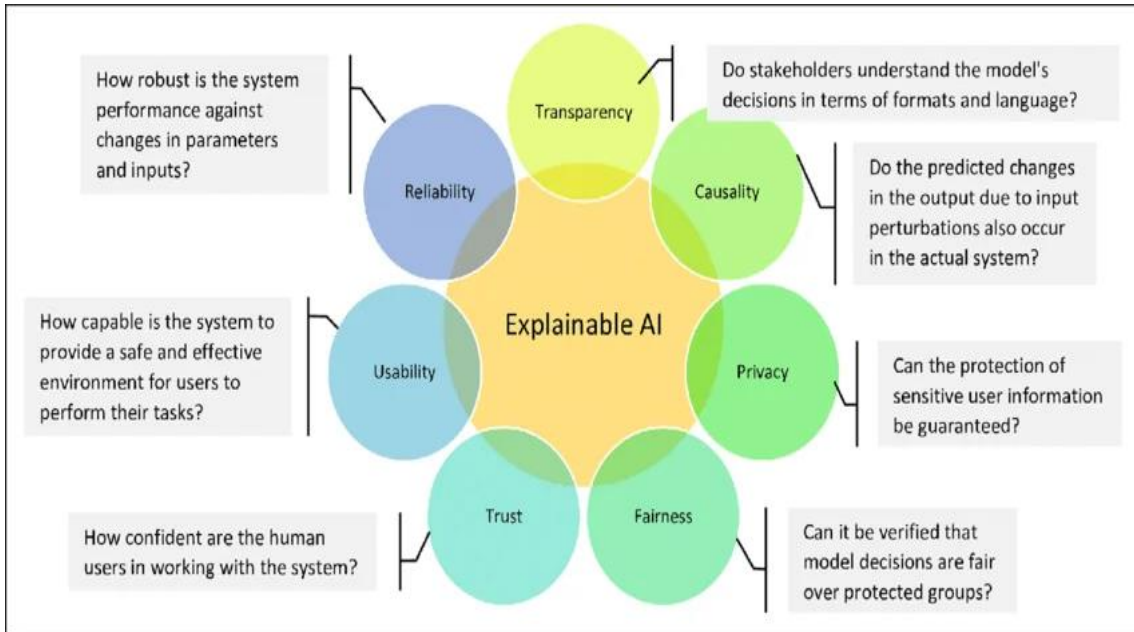 How robust is the system
performance against
changes in parameters
and inputs?
Transparency
Do stakeholders understand the model's
decisions in terms of formats and language?
Reliability
Causality
Do the predicted changes
in the output due to input
perturbations also occur
in the actual system?
Explainable AI
How capable is the system to
provide a safe and effective
environment for users to
perform their tasks?
Usability
Privacy
Can the protection of
sensitive user information
be guaranteed?
Trust
Fairness
How confident are the human
users in working with the system?
Can it be verified that
model decisions are fair
over protected groups?